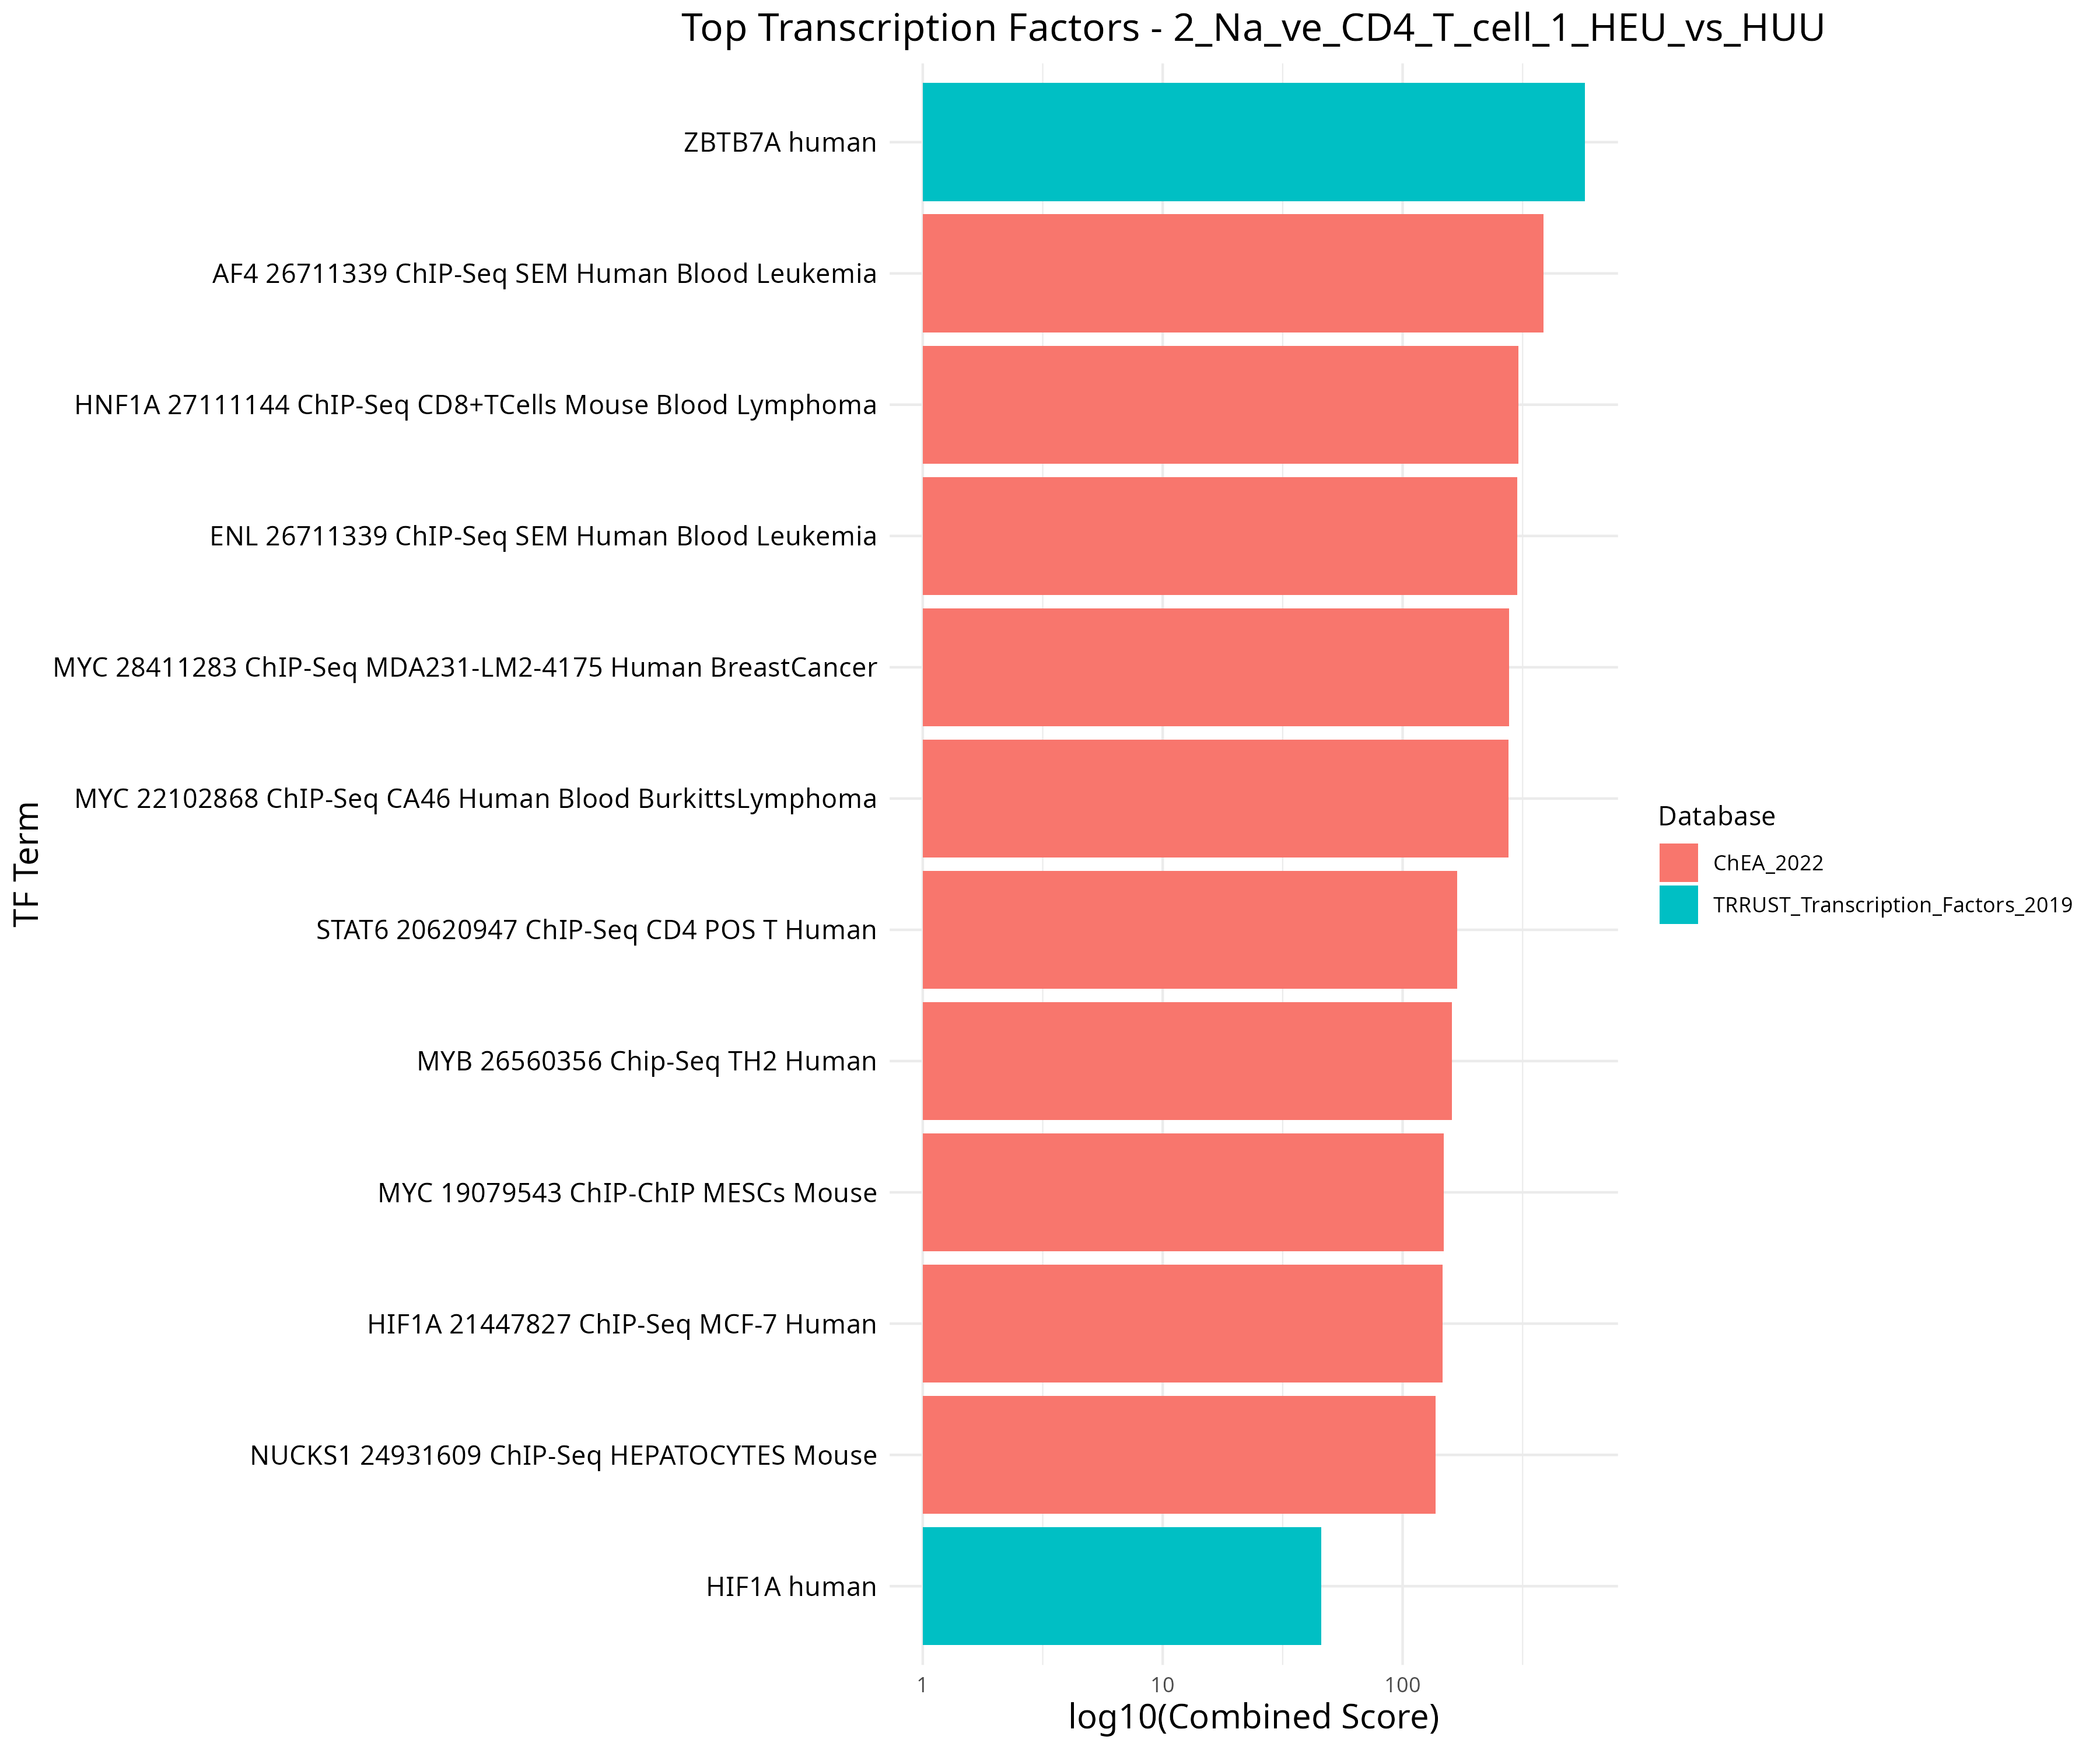 Top Transcription Factors - 2_Na_ve_CD4_T_cell_1_HEU_vs_HUU
ZBTB7A human
AF4 26711339 ChIP-Seq SEM Human Blood Leukemia
HNF1A 27111144 ChIP-Seq CD8+TCells Mouse Blood Lymphoma
ENL 26711339 ChIP-Seq SEM Human Blood Leukemia
MYC 28411283 ChIP-Seq MDA231-LM2-4175 Human BreastCancer
MYC 22102868 ChIP-Seq CA46 Human Blood BurkittsLymphoma
STAT6 20620947 ChIP-Seq CD4 POS T Human
MYB 26560356 Chip-Seq TH2 Human
MYC 19079543 ChIP-ChIP MESCs Mouse
HIF1A 21447827 ChIP-Seq MCF-7 Human
NUCKS1 24931609 ChIP-Seq HEPATOCYTES Mouse
HIF1A human
TF Term
1 10 100
log10(Combined Score)
Database
ChEA_2022
TRRUST_Transcription_Factors_2019